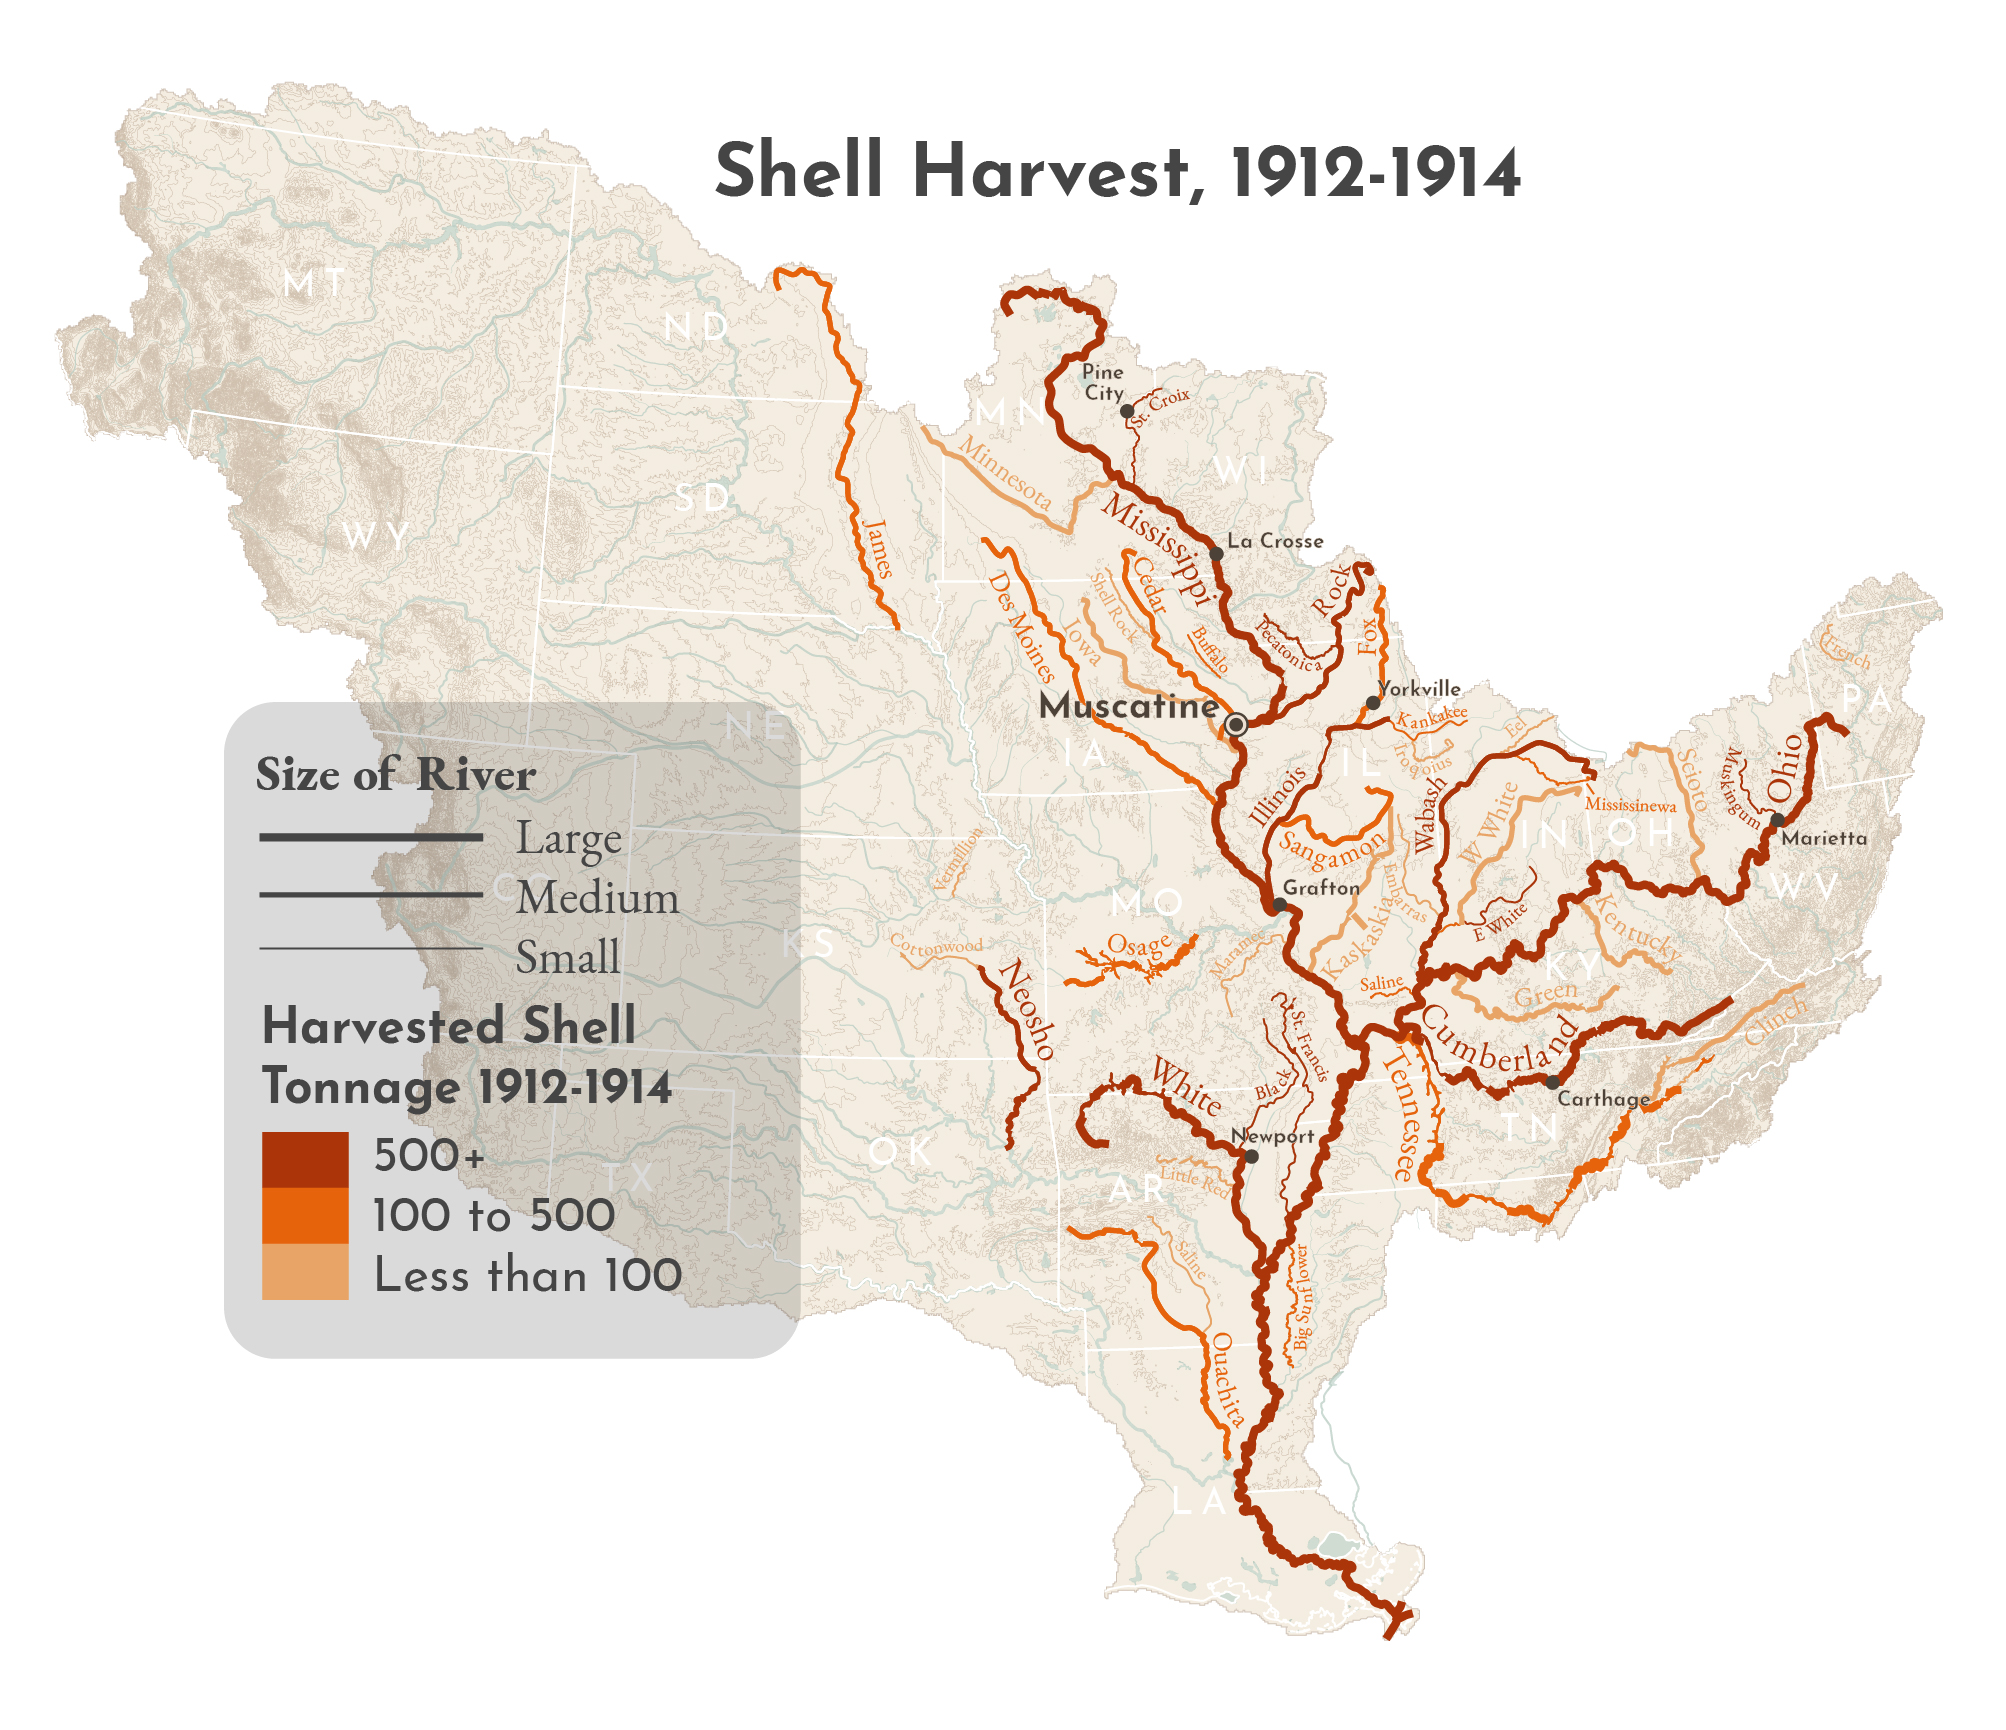 Shell Harvest, 1912-1914
MT
ND
MN
Pine
City
St. Croix
WI
SD
WY
Minnesota
James
Mississippi
La Crosse
Des Moines
Iowa
Shell Rock
Cedar
Buffalo
Pecatonica
Rock
Fox
Yorkville
Muscatine
IA
NE
Kankakee
Iroqoius
Eel
IL
Illinois
Sangamon
Wabash
W White
Mississinewa
IN
OH
Scioto
Muskingum
Ohio
French
PA
Marietta
WV
Grafton
MO
Vermillion
Cottonwood
KS
CO
Osage
Maramec
Kaskaskia
Embarras
E White
Kentucky
KY
Saline
Green
Clinch
Neosho
Cumberland
Carthage
Tennessee
TN
St. Francis
Black
White
Newport
OK
TX
AR
Little Red
Saline
Big Sunflower
Ouachita
LA
Size of River
Large
Medium
Small
Harvested Shell
Tonnage 1912-1914
500+
100 to 500
Less than 100